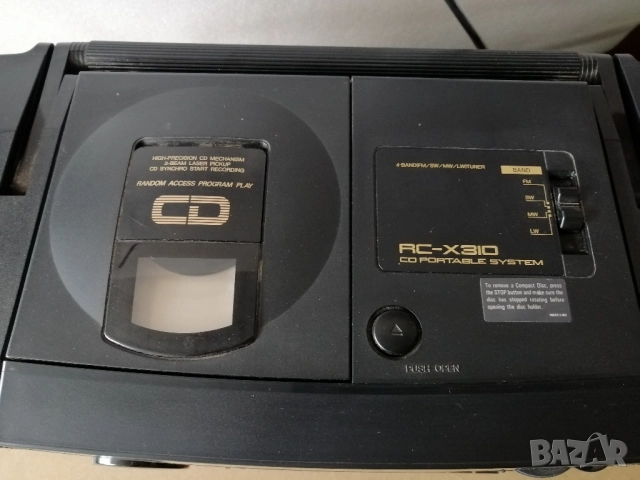 HIGH-PRECISION CD MECHANISM
3-BEAM LASER PICKUP
CD SYNCHRO START RECORDING
RANDOM ACCESS PROGRAM PLAY
CD
4-BAND(FM/SW/MW/LW)TUNER
BAND
FM
SW
MW
LW
RC-X310
CD PORTABLE SYSTEM
To remove a Compact Disc, press
the STOP button and make sure the
disc has stopped rotating before
opening the disc holder.
PUSH OPEN
BAZAR
bg